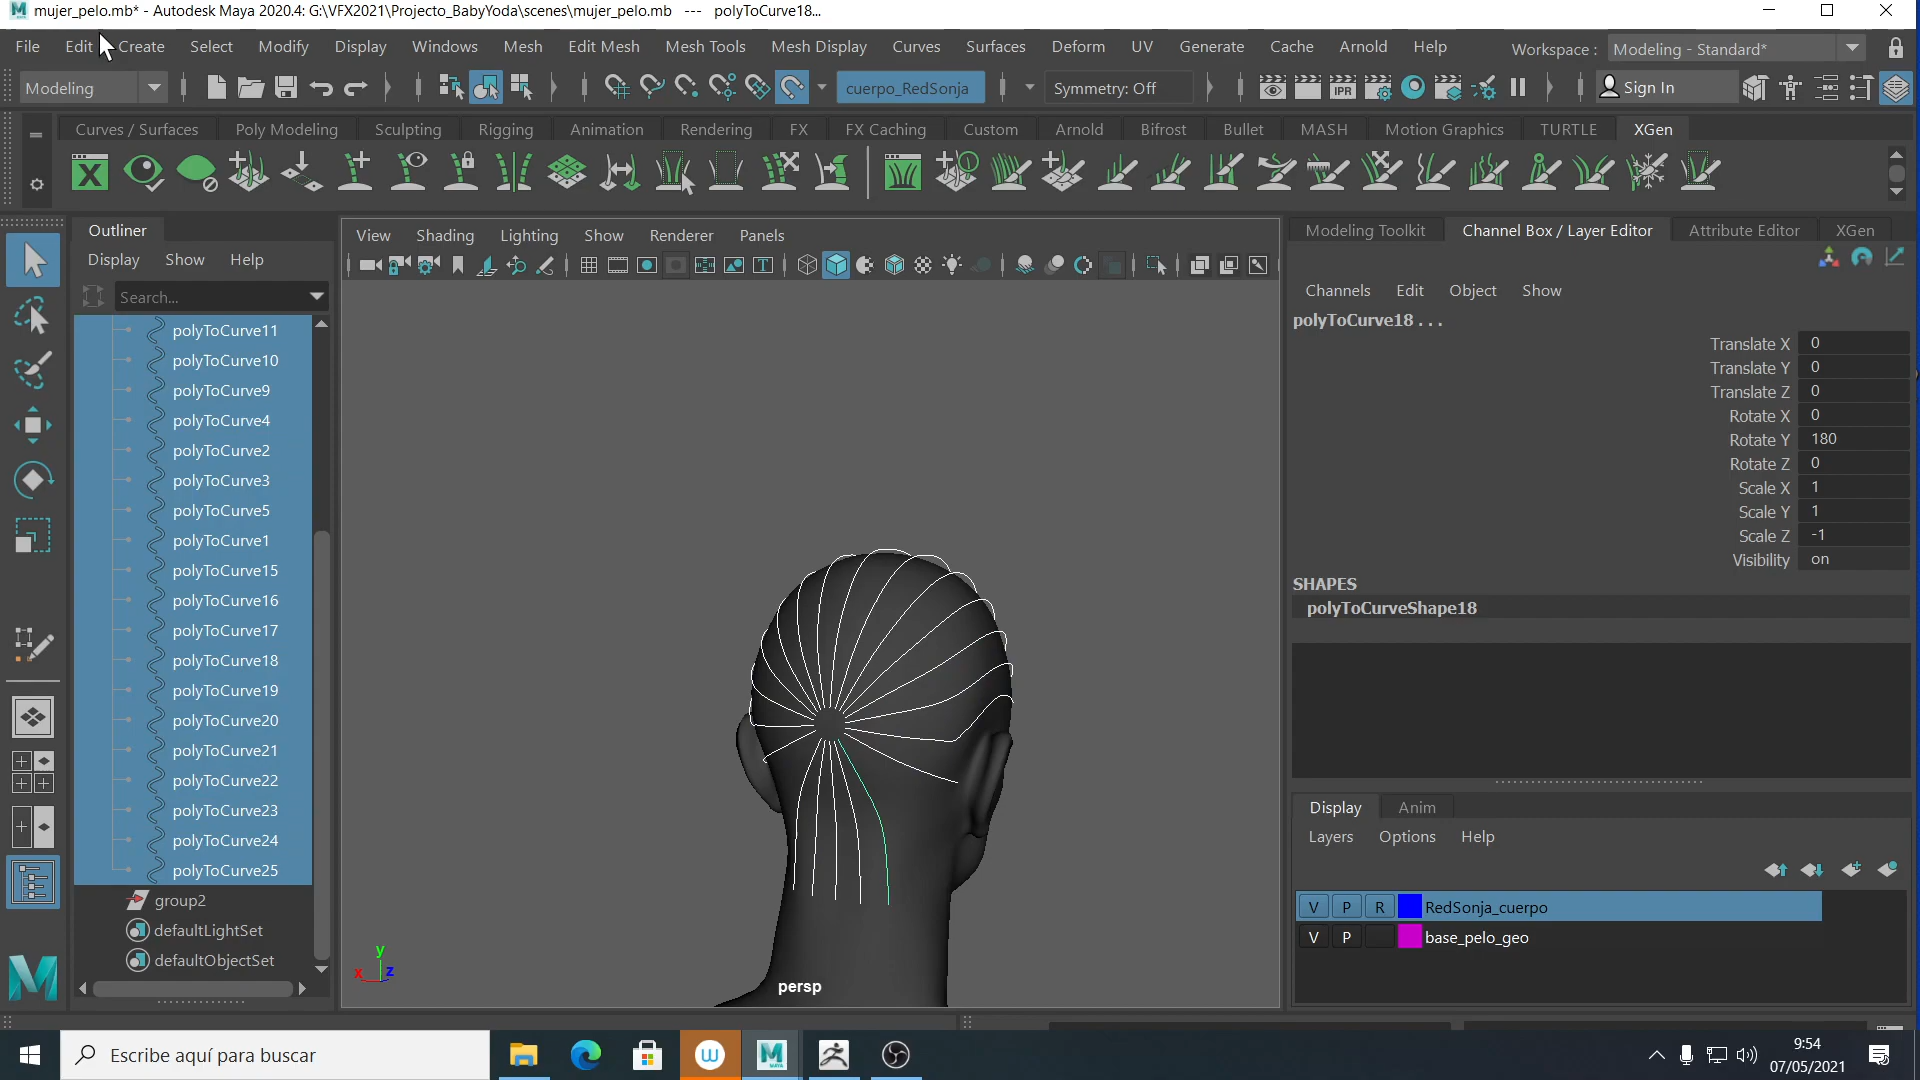 mujer_pelo.mb* - Autodesk Maya 2020.4: G:\VFX2021\Projecto_BabyYoda\scenes\mujer_pelo.mb   ---   polyToCurve18...
File Edit Create Select Modify Display Windows Mesh Edit Mesh Mesh Tools Mesh Display Curves Surfaces Deform UV Generate Cache Arnold Help Workspace : Modeling - Standard*
Modeling cuerpo_RedSonja Symmetry: Off IPR Sign In
Curves / Surfaces Poly Modeling Sculpting Rigging Animation Rendering FX FX Caching Custom Arnold Bifrost Bullet MASH Motion Graphics TURTLE XGen
Outliner
Display Show Help
Search...
polyToCurve11
polyToCurve10
polyToCurve9
polyToCurve4
polyToCurve2
polyToCurve3
polyToCurve5
polyToCurve1
polyToCurve15
polyToCurve16
polyToCurve17
polyToCurve18
polyToCurve19
polyToCurve20
polyToCurve21
polyToCurve22
polyToCurve23
polyToCurve24
polyToCurve25
group2
defaultLightSet
defaultObjectSet
View Shading Lighting Show Renderer Panels
y
x z
persp
Modeling Toolkit Channel Box / Layer Editor Attribute Editor XGen
Channels Edit Object Show
polyToCurve18 . . .
Translate X 0
Translate Y 0
Translate Z 0
Rotate X 0
Rotate Y 180
Rotate Z 0
Scale X 1
Scale Y 1
Scale Z -1
Visibility on
SHAPES
polyToCurveShape18
Display Anim
Layers Options Help
V P R RedSonja_cuerpo
V P base_pelo_geo
Escribe aquí para buscar
9:54
07/05/2021